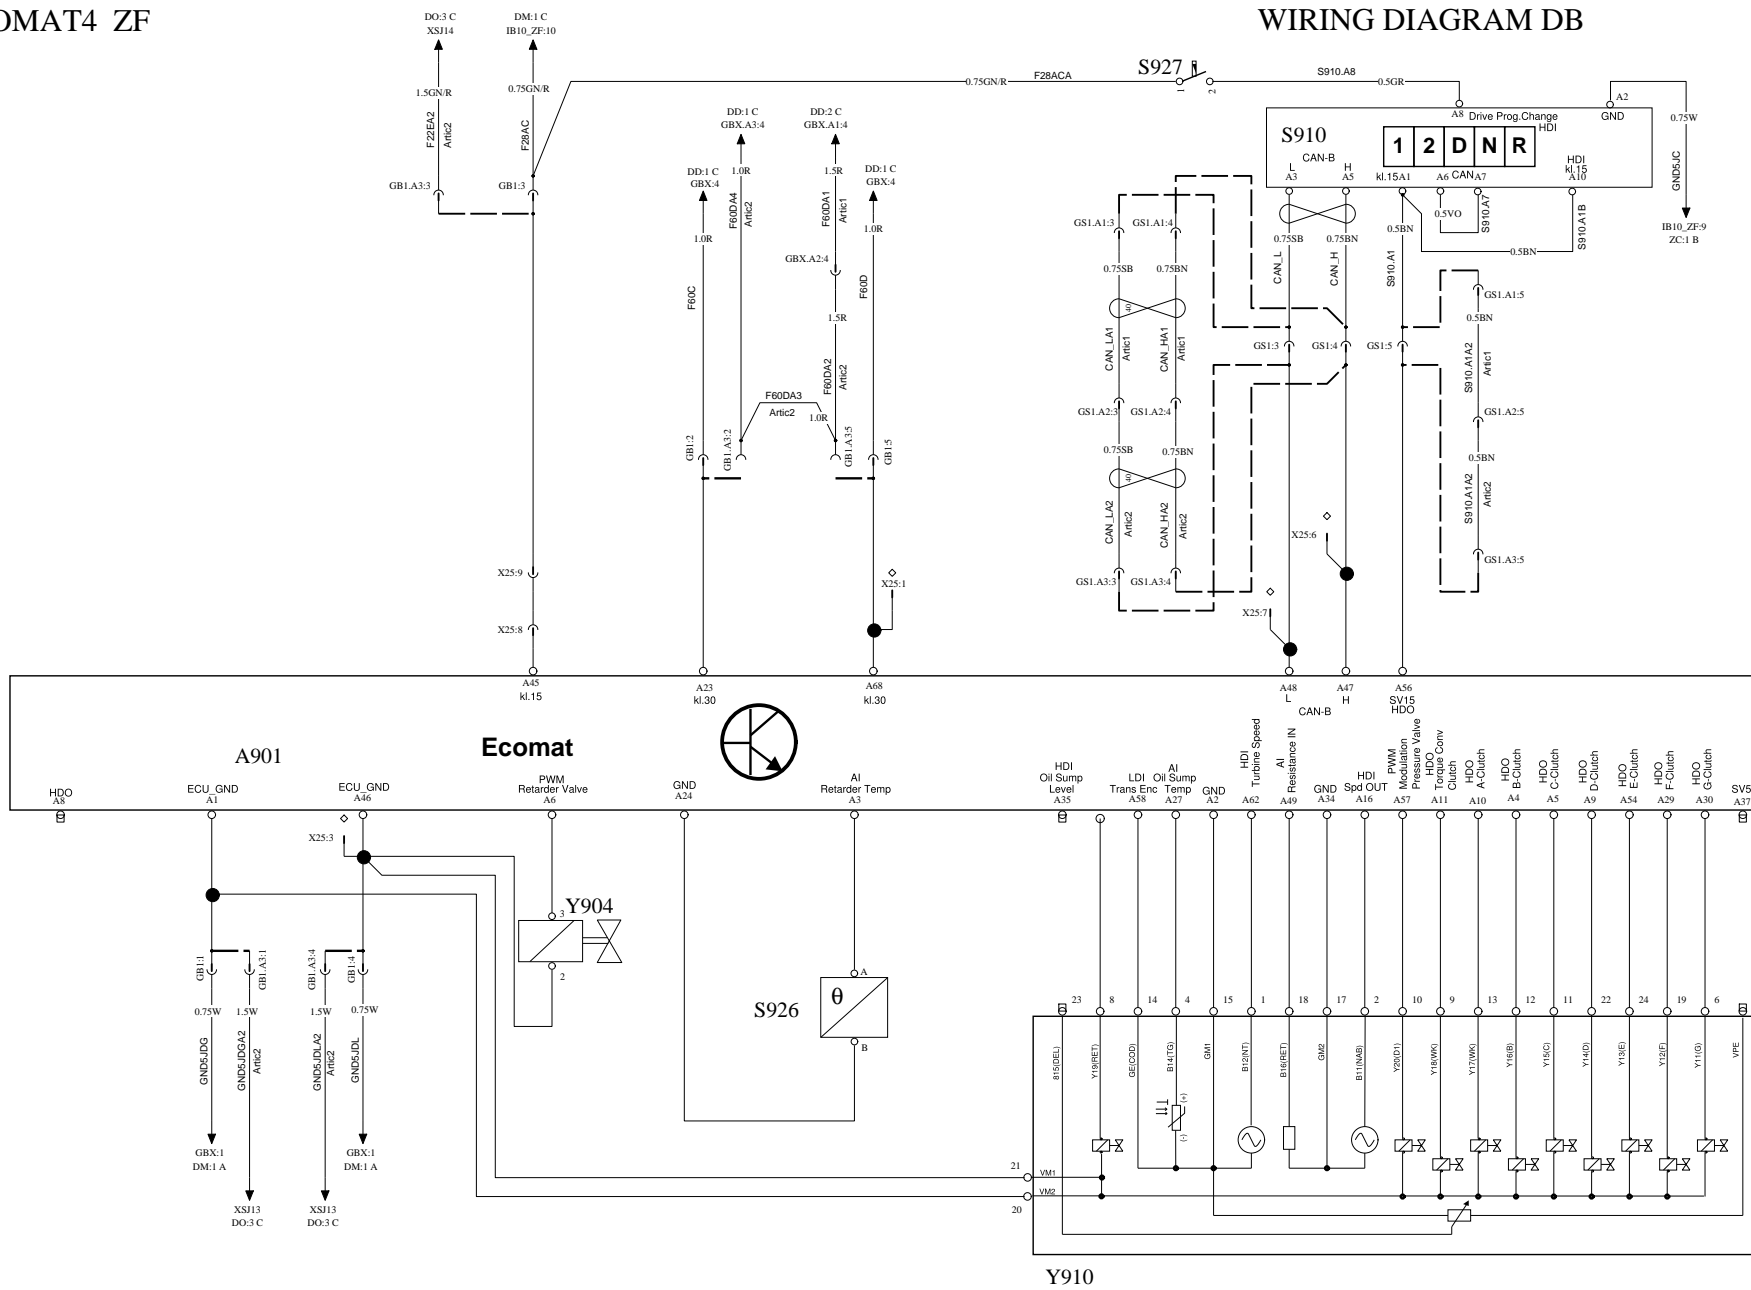 OMAT4 ZF
WIRING DIAGRAM DB
DO:3 C
XSJ14
DM:1 C
IB10_ZF:10
1.5GN/R
0.75GN/R
F22EA2
Artic2
F28AC
GB1.A3:3
GB1:3
0.75GN/R
F28ACA
S927
1
2
S910.A8
0.5GR
DD:1 C
GBX.A3:4
DD:2 C
GBX.A1:4
DD:1 C
GBX:4
1.0R
1.5R
DD:1 C
GBX:4
F60DA4
Artic2
F60DA1
Artic1
1.0R
1.0R
GBX.A2:4
F60C
F60D
1.5R
F60DA2
Artic2
F60DA3
Artic2
1.0R
GB1:2
GB1.A3:2
GB1.A3:5
GB1:5
X25:9
X25:8
X25:1
A8
Drive Prog.Change
HDI
A2
GND
S910
1 2 D N R
CAN-B
L
A3
H
A5
kl.15A1
A6
CAN
A7
HDI
kl.15
A10
0.75W
GND5JC
IB10_ZF:9
ZC:1 B
GS1.A1:3
GS1.A1:4
0.75SB
0.75BN
0.5BN
0.5VO
S910.A7
0.5BN
S910.A1B
CAN_L
CAN_H
S910.A1
0.75SB
0.75BN
40
CAN_LA1
Artic1
CAN_HA1
Artic1
GS1:3
GS1:4
GS1:5
GS1.A1:5
0.5BN
S910.A1A2
Artic1
GS1.A2:3
GS1.A2:4
GS1.A2:5
0.75SB
0.75BN
0.5BN
40
CAN_LA2
Artic2
CAN_HA2
Artic2
S910.A1A2
Artic2
X25:6
GS1.A3:5
GS1.A3:3
GS1.A3:4
X25:7
A45
kl.15
A23
kl.30
A68
kl.30
A48
L
CAN-B
A47
H
A56
SV15
HDO
A901
Ecomat
HDO
A8
ECU_GND
A1
ECU_GND
A46
PWM
Retarder Valve
A6
GND
A24
AI
Retarder Temp
A3
HDI
Oil Sump
Level
A35
LDI
Trans Enc
A58
AI
Oil Sump
Temp
A27
GND
A2
HDI
Turbine Speed
A62
AI
Resistance IN
A49
GND
A34
HDI
Spd OUT
A16
PWM
Modulation
Pressure Valve
A57
HDO
Torque Conv
Clutch
A11
HDO
A-Clutch
A10
HDO
B-Clutch
A4
HDO
C-Clutch
A5
HDO
D-Clutch
A9
HDO
E-Clutch
A54
HDO
F-Clutch
A29
HDO
G-Clutch
A30
SV5
A37
X25:3
3
Y904
2
GB1:1
GB1.A3:1
GB1.A3:4
GB1:4
0.75W
1.5W
1.5W
0.75W
GND5JDG
GND5JDGA2
Artic2
GND5JDLA2
Artic2
GND5JDL
GBX:1
DM:1 A
GBX:1
DM:1 A
XSJ13
DO:3 C
XSJ13
DO:3 C
A
S926
θ
B
23
8
14
4
15
1
18
17
2
10
9
13
12
11
22
24
19
6
815(DEL)
Y19(RET)
GE(COD)
B14(TG)
GM1
B12(NT)
B16(RET)
GM2
B11(NAB)
Y20(D1)
Y18(WK)
Y17(WK)
Y16(B)
Y15(C)
Y14(D)
Y13(E)
Y12(F)
Y11(G)
VPE
(+)
(-)
21
VM1
VM2
20
Y910